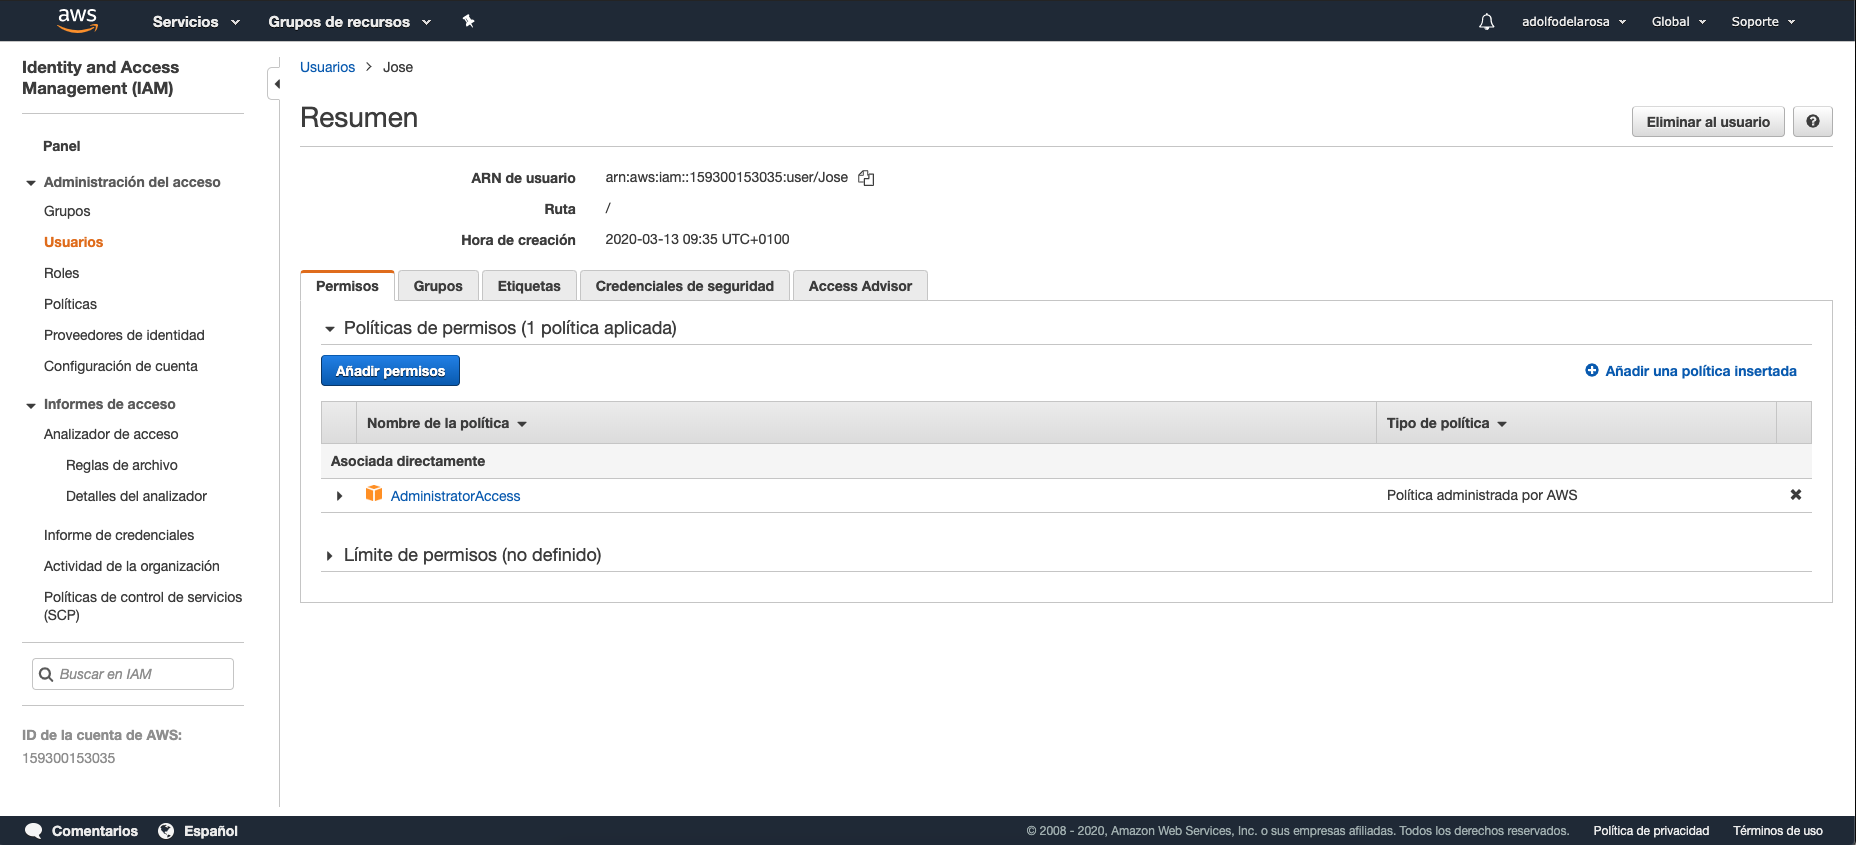 aws Servicios Grupos de recursos adolfodelarosa Global Soporte
Identity and Access
Management (IAM)
Panel
Administración del acceso
Grupos
Usuarios
Roles
Políticas
Proveedores de identidad
Configuración de cuenta
Informes de acceso
Analizador de acceso
Reglas de archivo
Detalles del analizador
Informe de credenciales
Actividad de la organización
Políticas de control de servicios
(SCP)
Buscar en IAM
ID de la cuenta de AWS:
159300153035
Usuarios > Jose
Resumen
Eliminar al usuario
ARN de usuario arn:aws:iam::159300153035:user/Jose
Ruta /
Hora de creación 2020-03-13 09:35 UTC+0100
Permisos Grupos Etiquetas Credenciales de seguridad Access Advisor
Políticas de permisos (1 política aplicada)
Añadir permisos Añadir una política insertada
Nombre de la política Tipo de política
Asociada directamente
AdministratorAccess Política administrada por AWS
Límite de permisos (no definido)
Comentarios Español © 2008 - 2020, Amazon Web Services, Inc. o sus empresas afiliadas. Todos los derechos reservados. Política de privacidad Términos de uso